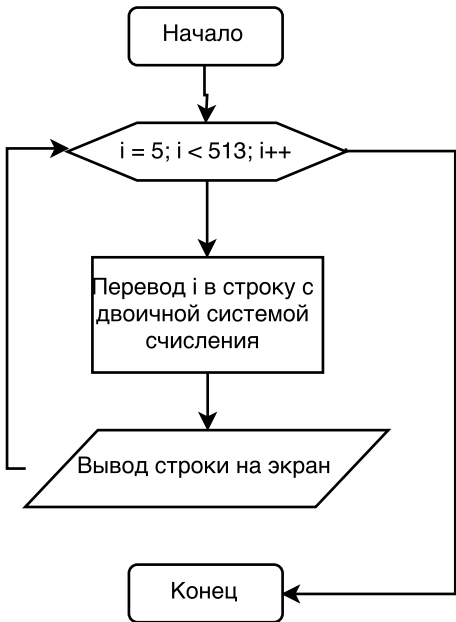 Начало
i = 5; i < 513; i++
Перевод i в строку с
двоичной системой
счисления
Вывод строки на экран
Конец